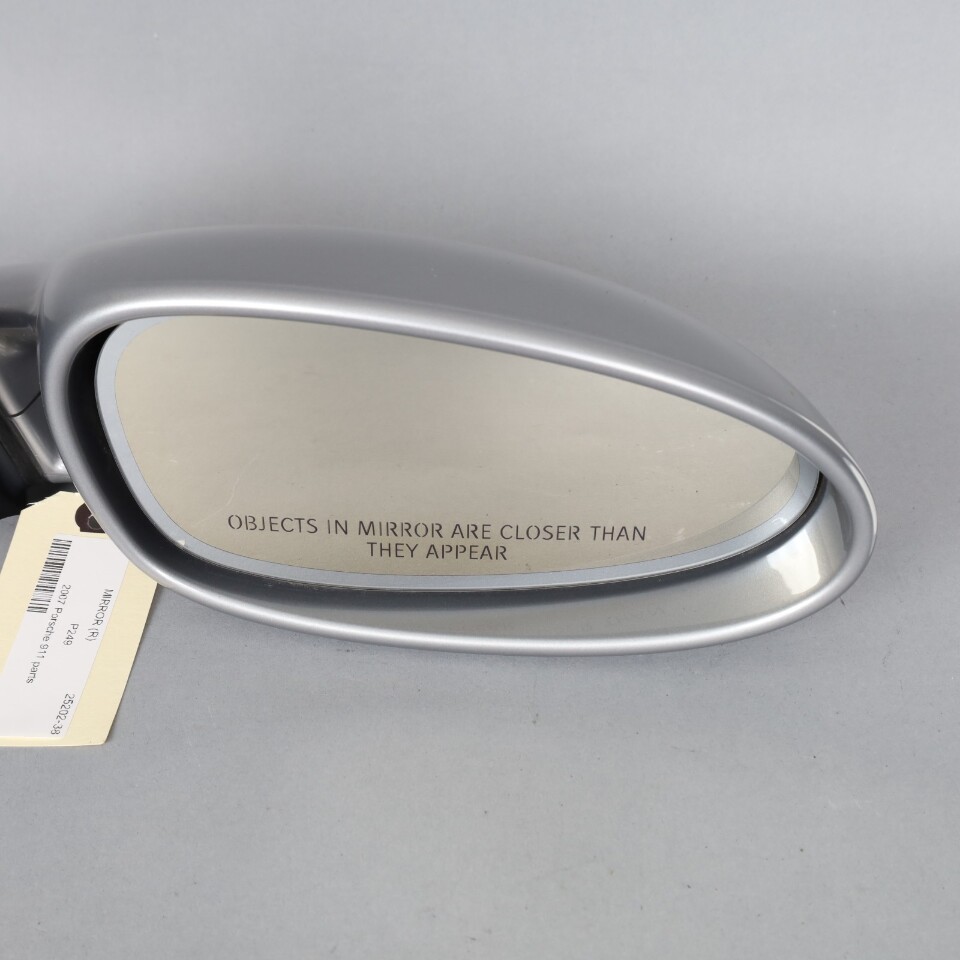 OBJECTS IN MIRROR ARE CLOSER THAN
THEY APPEAR
MIRROR (R)
P249 25202-38
2007 Porsche 911 parts